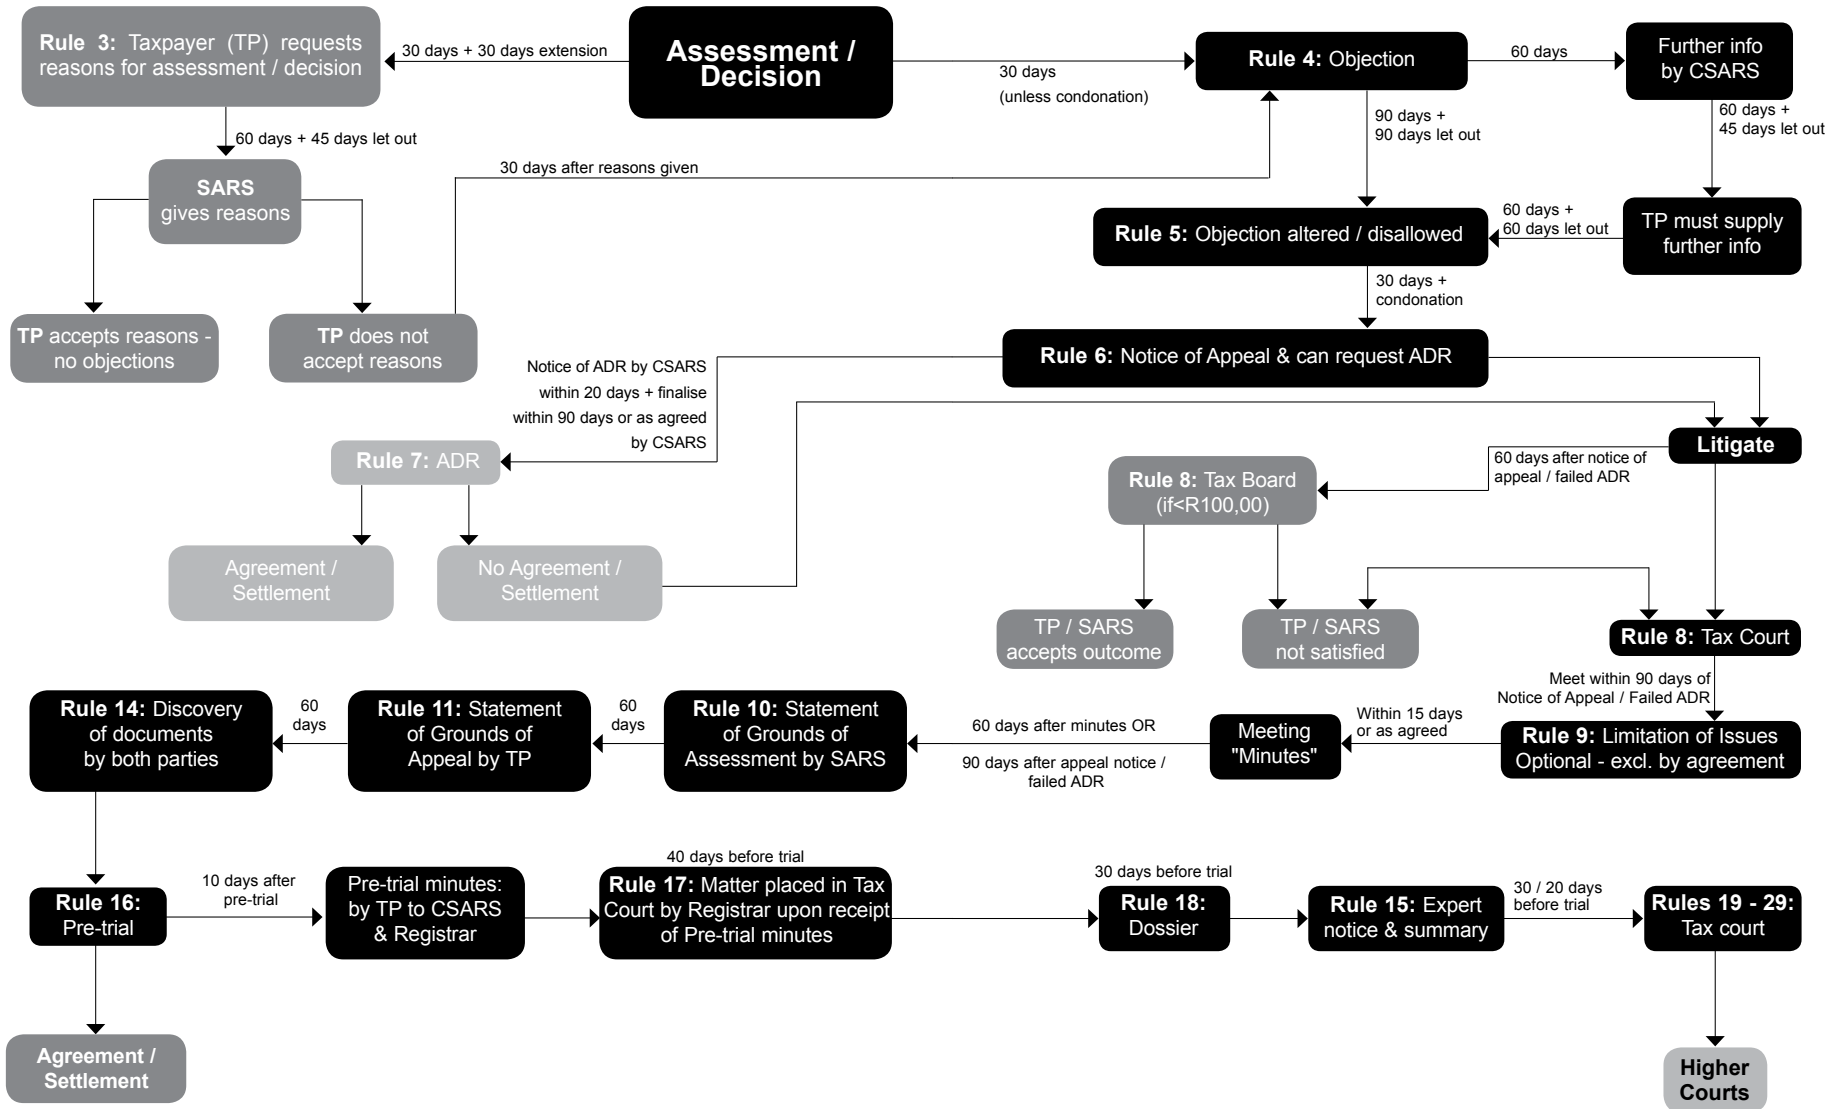 Rule 3: Taxpayer (TP) requests
reasons for assessment / decision
30 days + 30 days extension
Assessment /
Decision
30 days
(unless condonation)
Rule 4: Objection
60 days
Further info
by CSARS
60 days + 45 days let out
90 days +
90 days let out
60 days +
45 days let out
SARS
gives reasons
30 days after reasons given
Rule 5: Objection altered / disallowed
60 days +
60 days let out
TP must supply
further info
30 days +
condonation
TP accepts reasons -
no objections
TP does not
accept reasons
Rule 6: Notice of Appeal & can request ADR
Notice of ADR by CSARS
within 20 days + finalise
within 90 days or as agreed
by CSARS
Rule 7: ADR
Litigate
60 days after notice of
appeal / failed ADR
Rule 8: Tax Board
(if<R100,00)
Agreement /
Settlement
No Agreement /
Settlement
TP / SARS
accepts outcome
TP / SARS
not satisfied
Rule 8: Tax Court
Meet within 90 days of
Notice of Appeal / Failed ADR
Rule 14: Discovery
of documents
by both parties
60
days
Rule 11: Statement
of Grounds of
Appeal by TP
60
days
Rule 10: Statement
of Grounds of
Assessment by SARS
60 days after minutes OR
90 days after appeal notice /
failed ADR
Meeting
"Minutes"
Within 15 days
or as agreed
Rule 9: Limitation of Issues
Optional - excl. by agreement
Rule 16:
Pre-trial
10 days after
pre-trial
Pre-trial minutes:
by TP to CSARS
& Registrar
40 days before trial
Rule 17: Matter placed in Tax
Court by Registrar upon receipt
of Pre-trial minutes
30 days before trial
Rule 18:
Dossier
Rule 15: Expert
notice & summary
30 / 20 days
before trial
Rules 19 - 29:
Tax court
Agreement /
Settlement
Higher
Courts